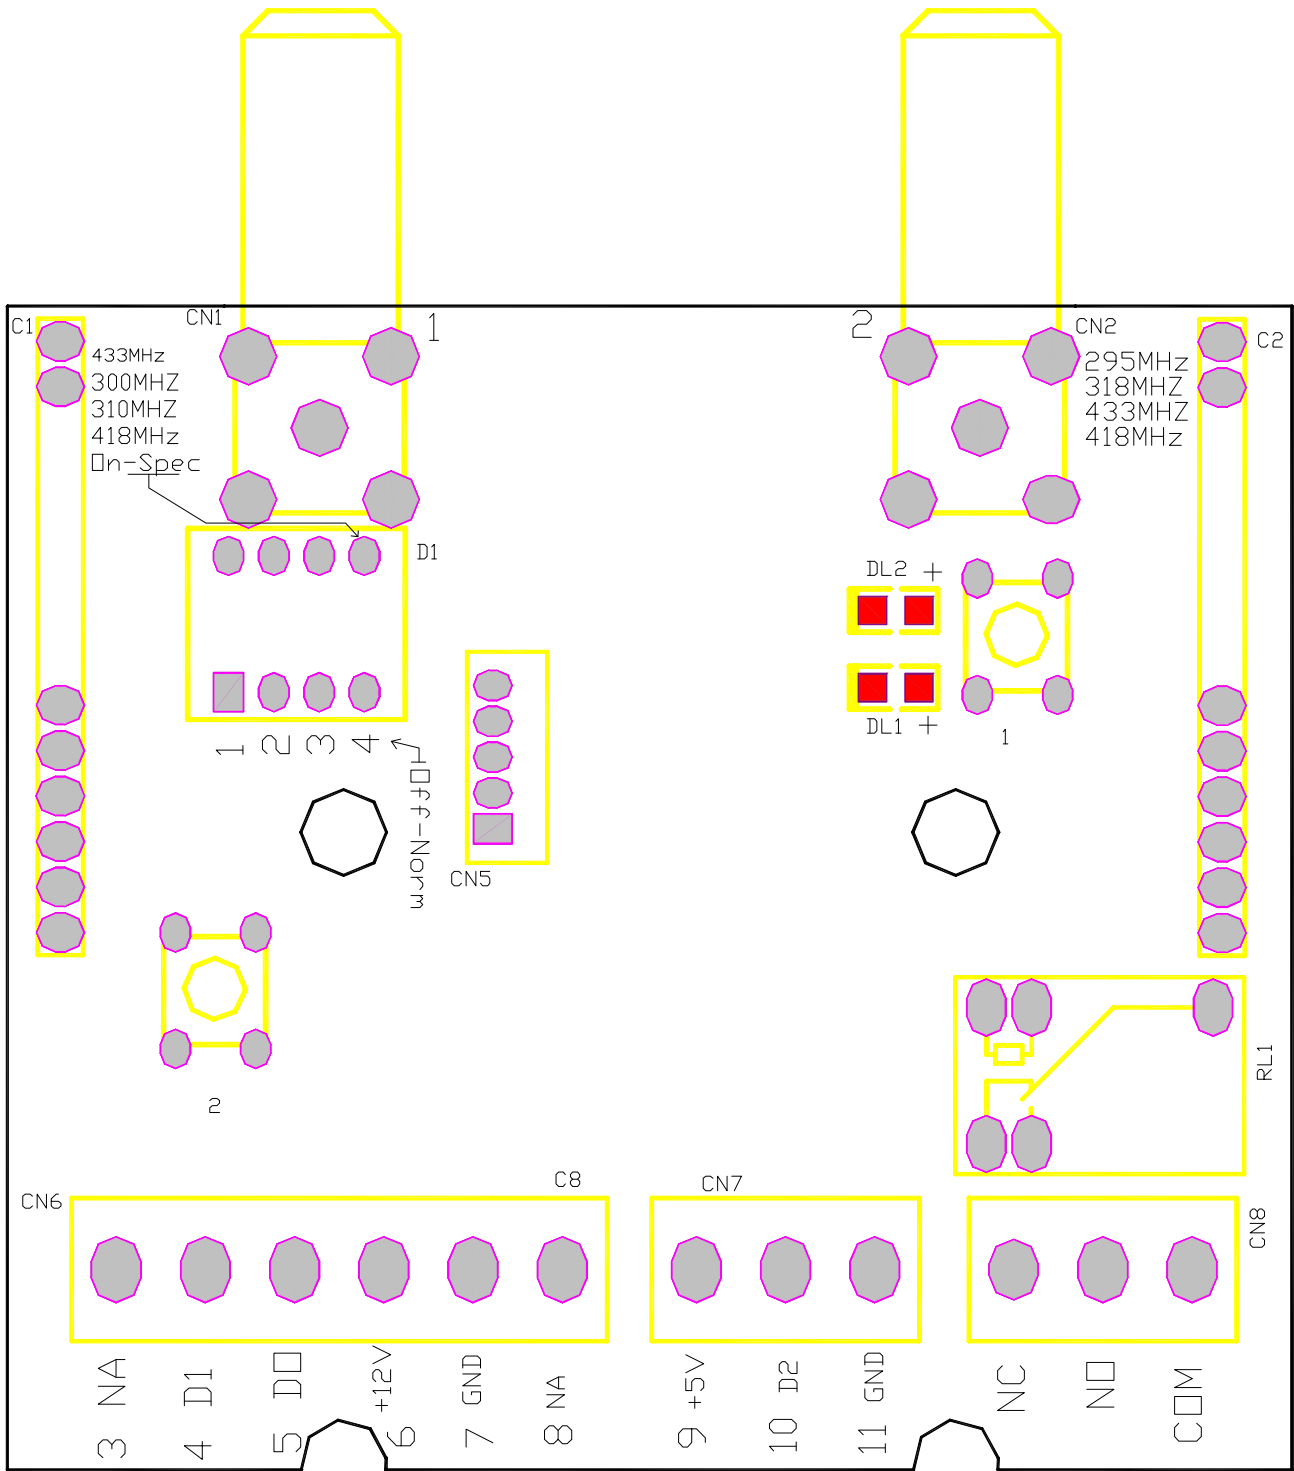 C1
CN1
1
2
CN2
C2
433MHz
300MHZ
310MHZ
418MHz
On-Spec
295MHz
318MHZ
433MHZ
418MHz
D1
DL2 +
DL1 +
1
1 2 3 4
Off-Norm
CN5
2
RL1
CN6
C8
CN7
CN8
3 NA
4 D1
5 D0
6 +12V
7 GND
8 NA
9 +5V
10 D2
11 GND
NC
NO
COM